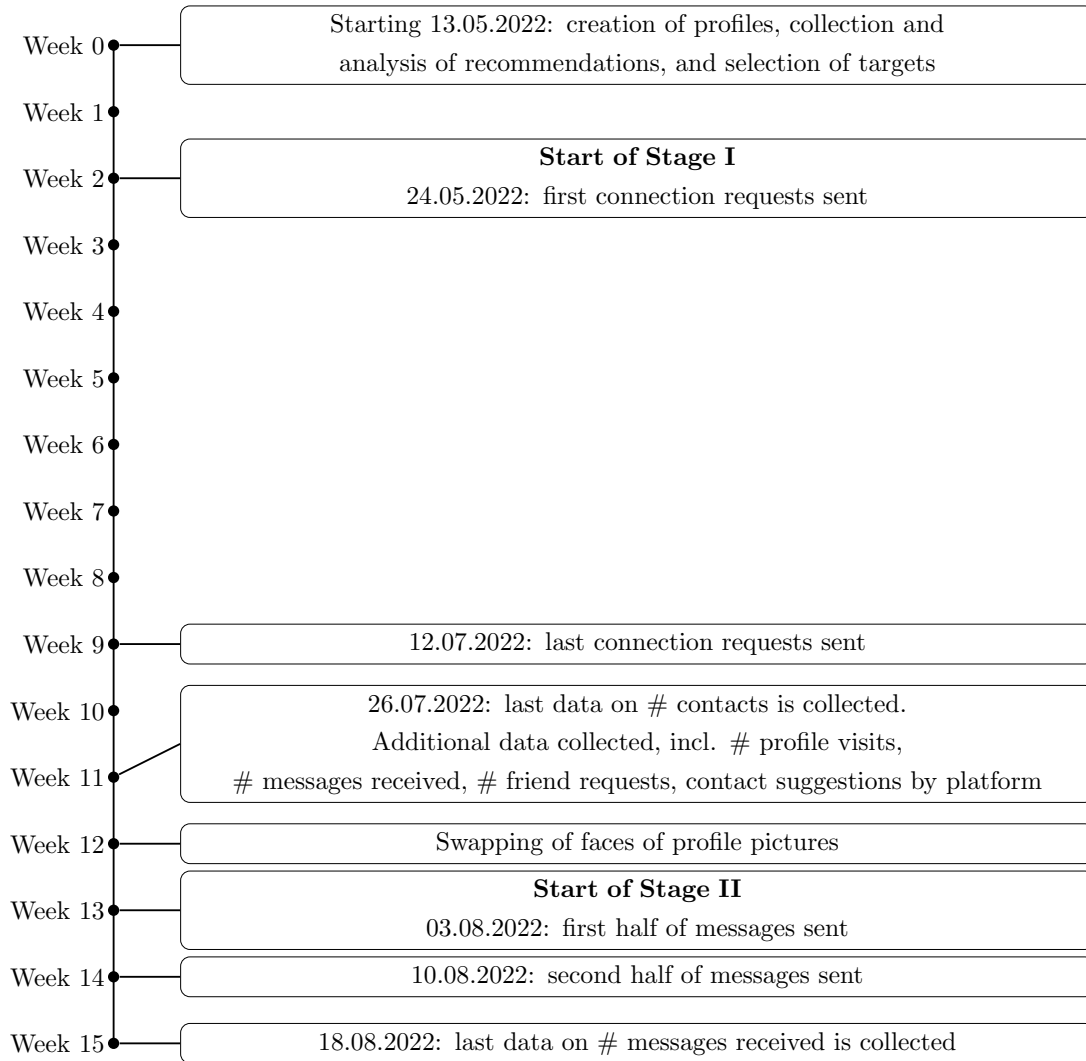 Week 0
Starting 13.05.2022: creation of profiles, collection and
analysis of recommendations, and selection of targets
Week 1
Start of Stage I
Week 2
24.05.2022: first connection requests sent
Week 3
Week 4
Week 5
Week 6
Week 7
Week 8
Week 9
12.07.2022: last connection requests sent
Week 10
26.07.2022: last data on # contacts is collected.
Additional data collected, incl. # profile visits,
# messages received, # friend requests, contact suggestions by platform
Week 11
Week 12
Swapping of faces of profile pictures
Start of Stage II
Week 13
03.08.2022: first half of messages sent
Week 14
10.08.2022: second half of messages sent
Week 15
18.08.2022: last data on # messages received is collected